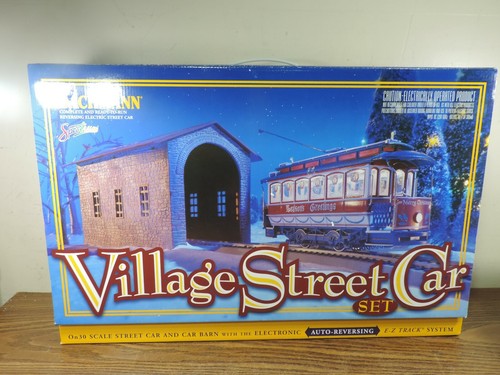 COMPLETE AND READY-TO-RUN
REVERSING ELECTRIC STREET CAR
Spectrum
CAUTION-ELECTRICALLY OPERATED PRODUCT
Season's Greetings
Village Street Car
SET
On30 SCALE STREET CAR AND CAR BARN WITH THE ELECTRONIC AUTO-REVERSING E-Z TRACK® SYSTEM